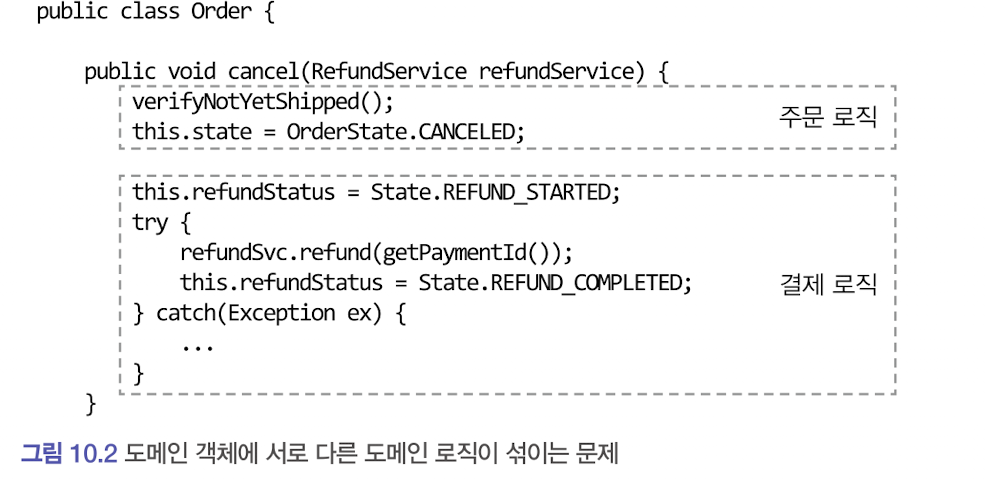 public class Order {
public void cancel(RefundService refundService) {
verifyNotYetShipped();
this.state = OrderState.CANCELED;
주문 로직
this.refundStatus = State.REFUND_STARTED;
try {
refundSvc.refund(getPaymentId());
this.refundStatus = State.REFUND_COMPLETED;
결제 로직
} catch(Exception ex) {
...
}
}
그림 10.2 도메인 객체에 서로 다른 도메인 로직이 섞이는 문제